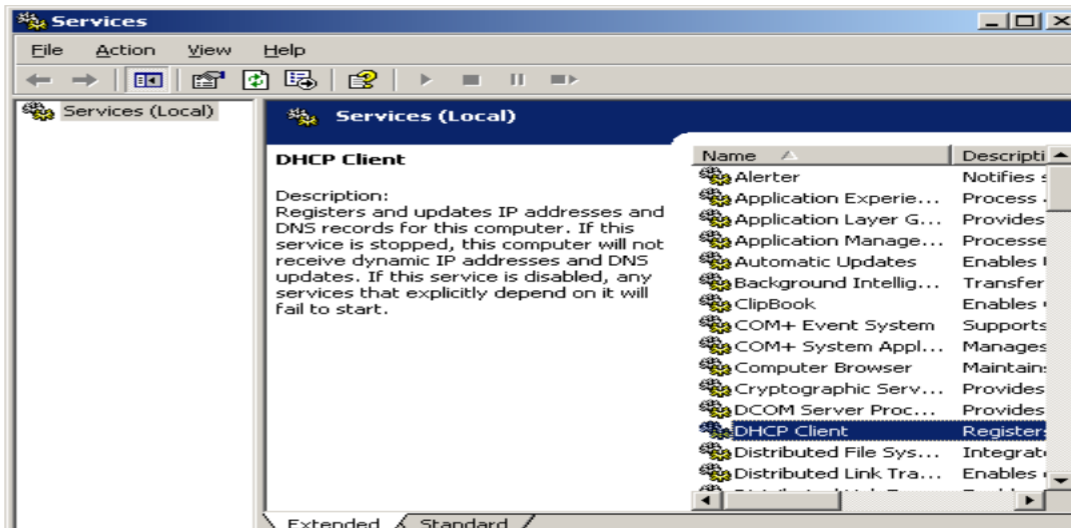 Services
File Action View Help
Services (Local)
Services (Local)
DHCP Client
Description:
Registers and updates IP addresses and
DNS records for this computer. If this
service is stopped, this computer will not
receive dynamic IP addresses and DNS
updates. If this service is disabled, any
services that explicitly depend on it will
fail to start.
Name Descripti
Alerter Notifies
Application Experie... Process
Application Layer G... Provides
Application Manage... Processe
Automatic Updates Enables
Background Intellig... Transfer
ClipBook Enables
COM+ Event System Supports
COM+ System Appl... Manages
Computer Browser Maintain
Cryptographic Serv... Provides
DCOM Server Proc... Provides
DHCP Client Register
Distributed File Sys... Integrat
Distributed Link Tra... Enables
Extended Standard